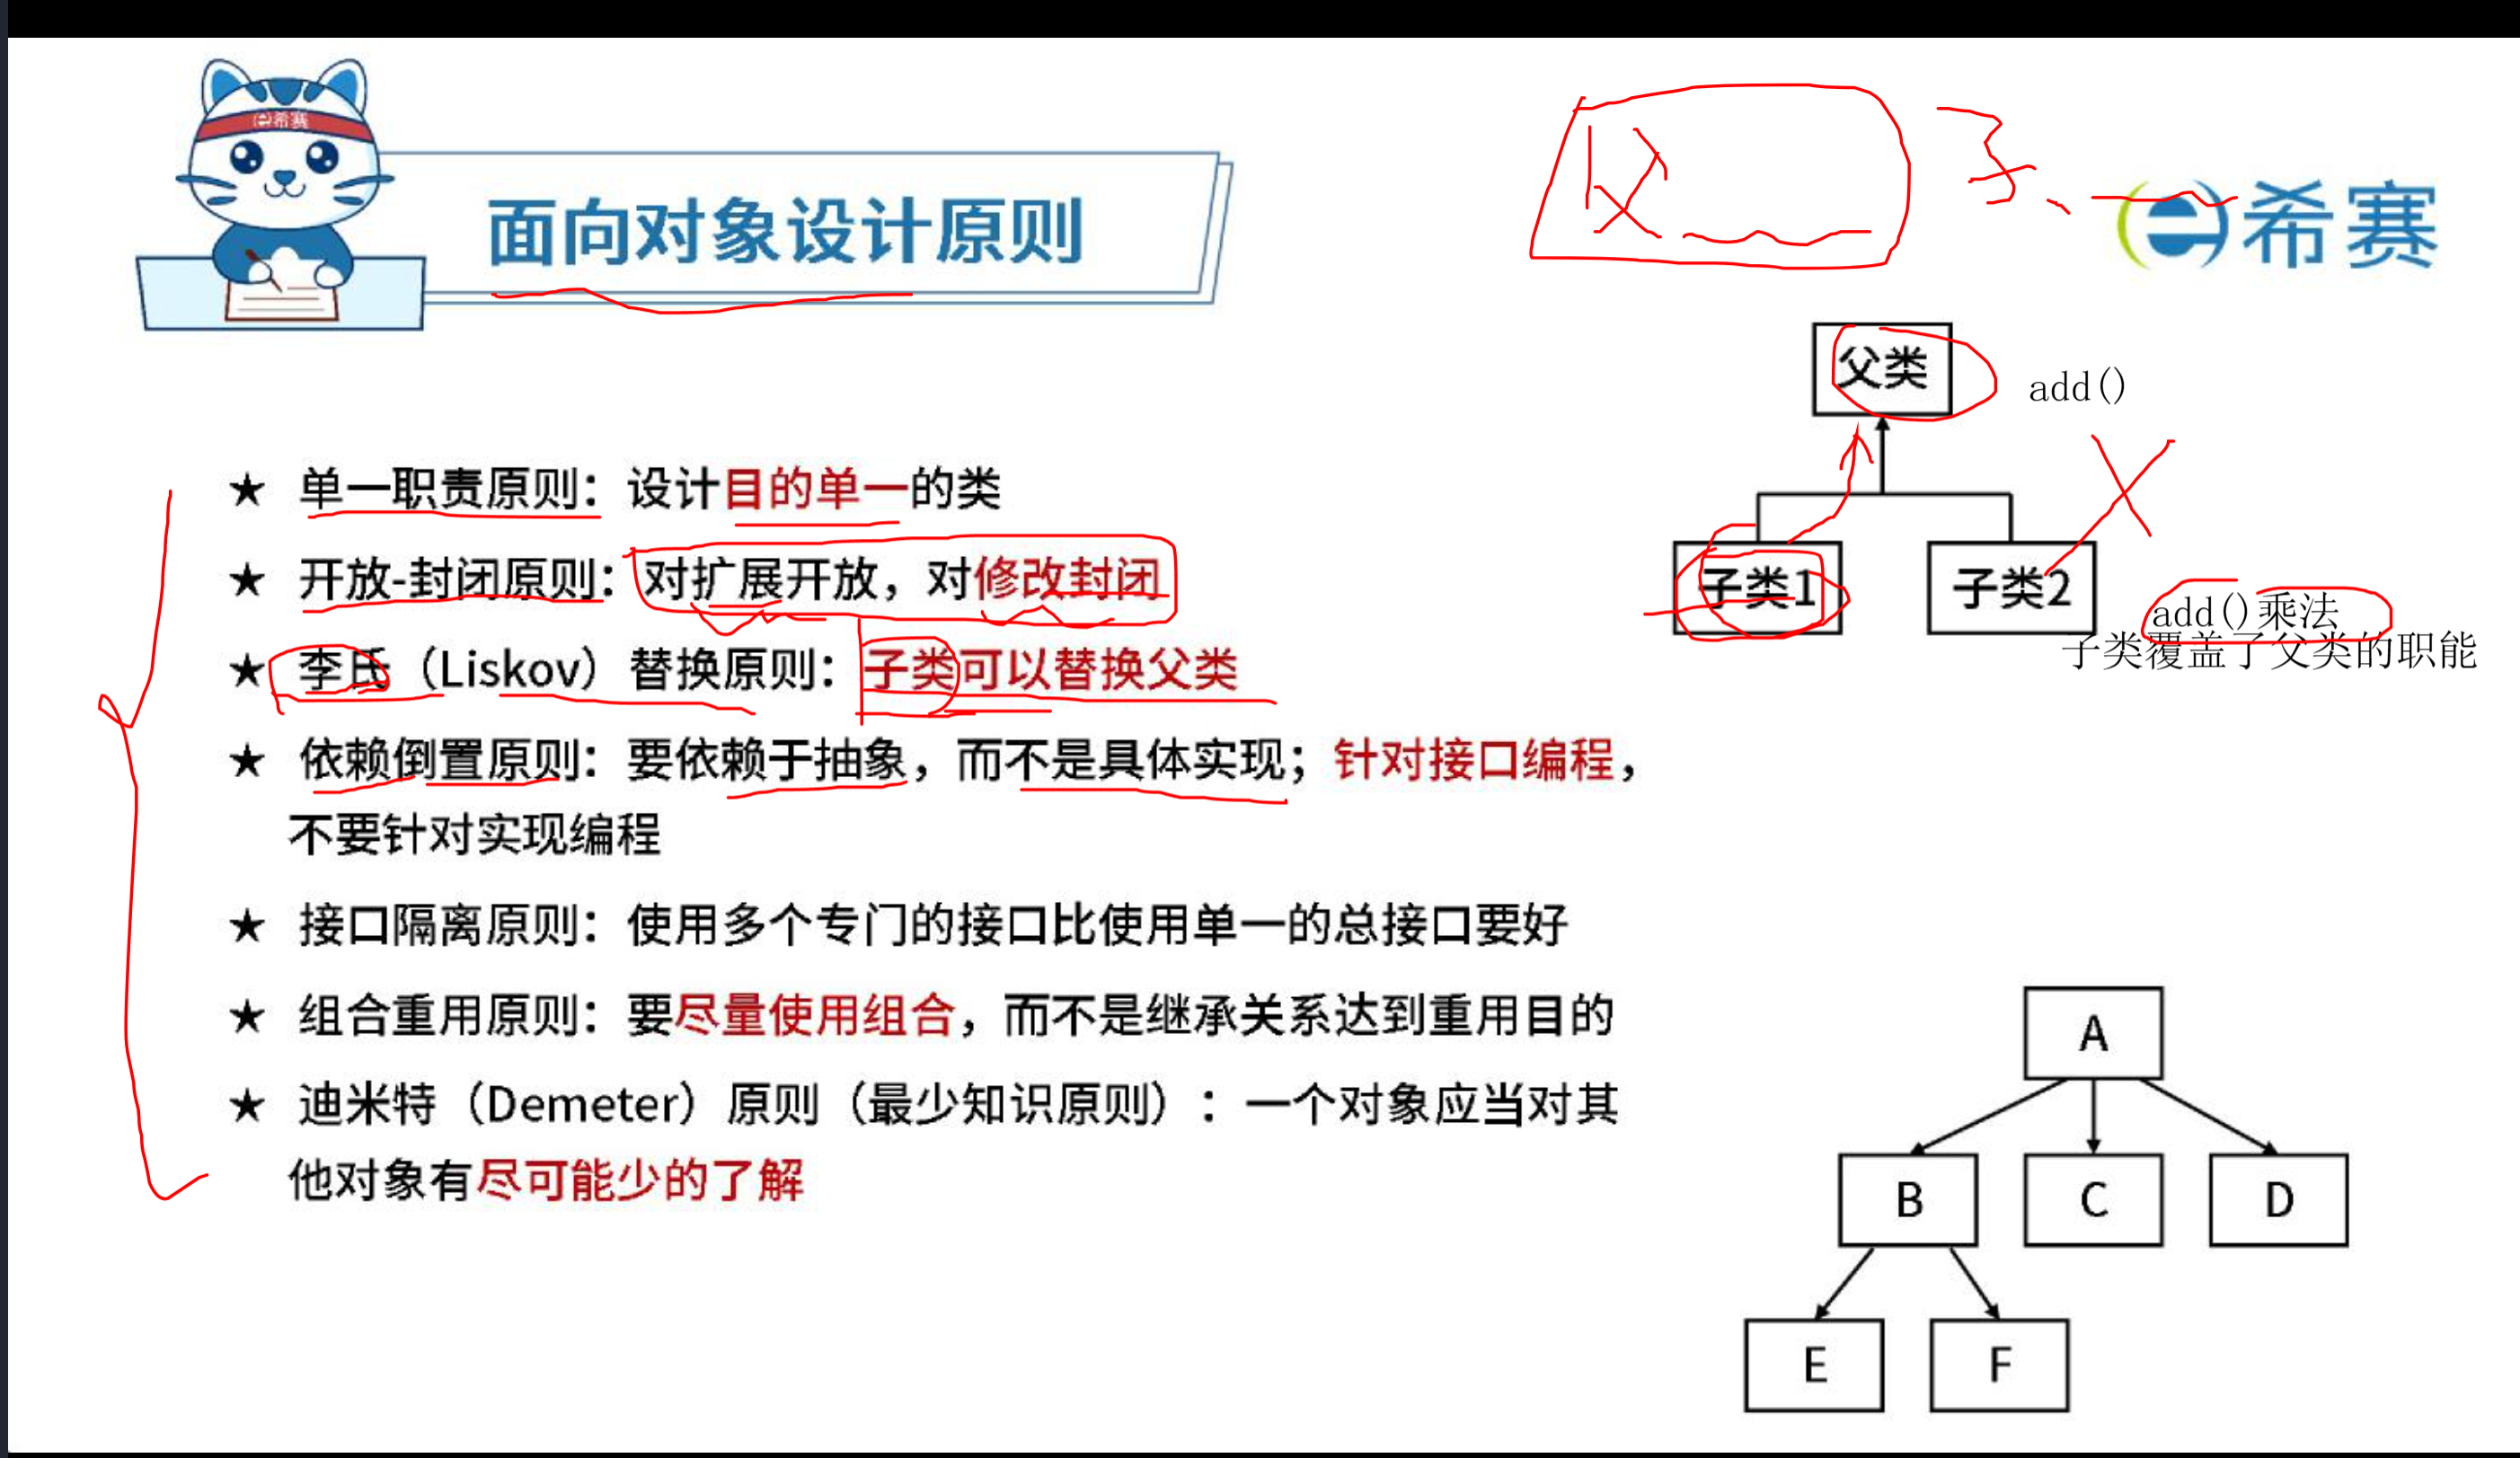 e希赛
面向对象设计原则
父
子
e希赛
父类
add()
子类1
子类2
add()乘法
子类覆盖了父类的职能
★ 单一职责原则：设计目的单一的类
★ 开放-封闭原则：对扩展开放，对修改封闭
★ 李氏（Liskov）替换原则：子类可以替换父类
★ 依赖倒置原则：要依赖于抽象，而不是具体实现；针对接口编程，
不要针对实现编程
★ 接口隔离原则：使用多个专门的接口比使用单一的总接口要好
★ 组合重用原则：要尽量使用组合，而不是继承关系达到重用目的
★ 迪米特（Demeter）原则（最少知识原则）：一个对象应当对其
他对象有尽可能少的了解
A
B
C
D
E
F